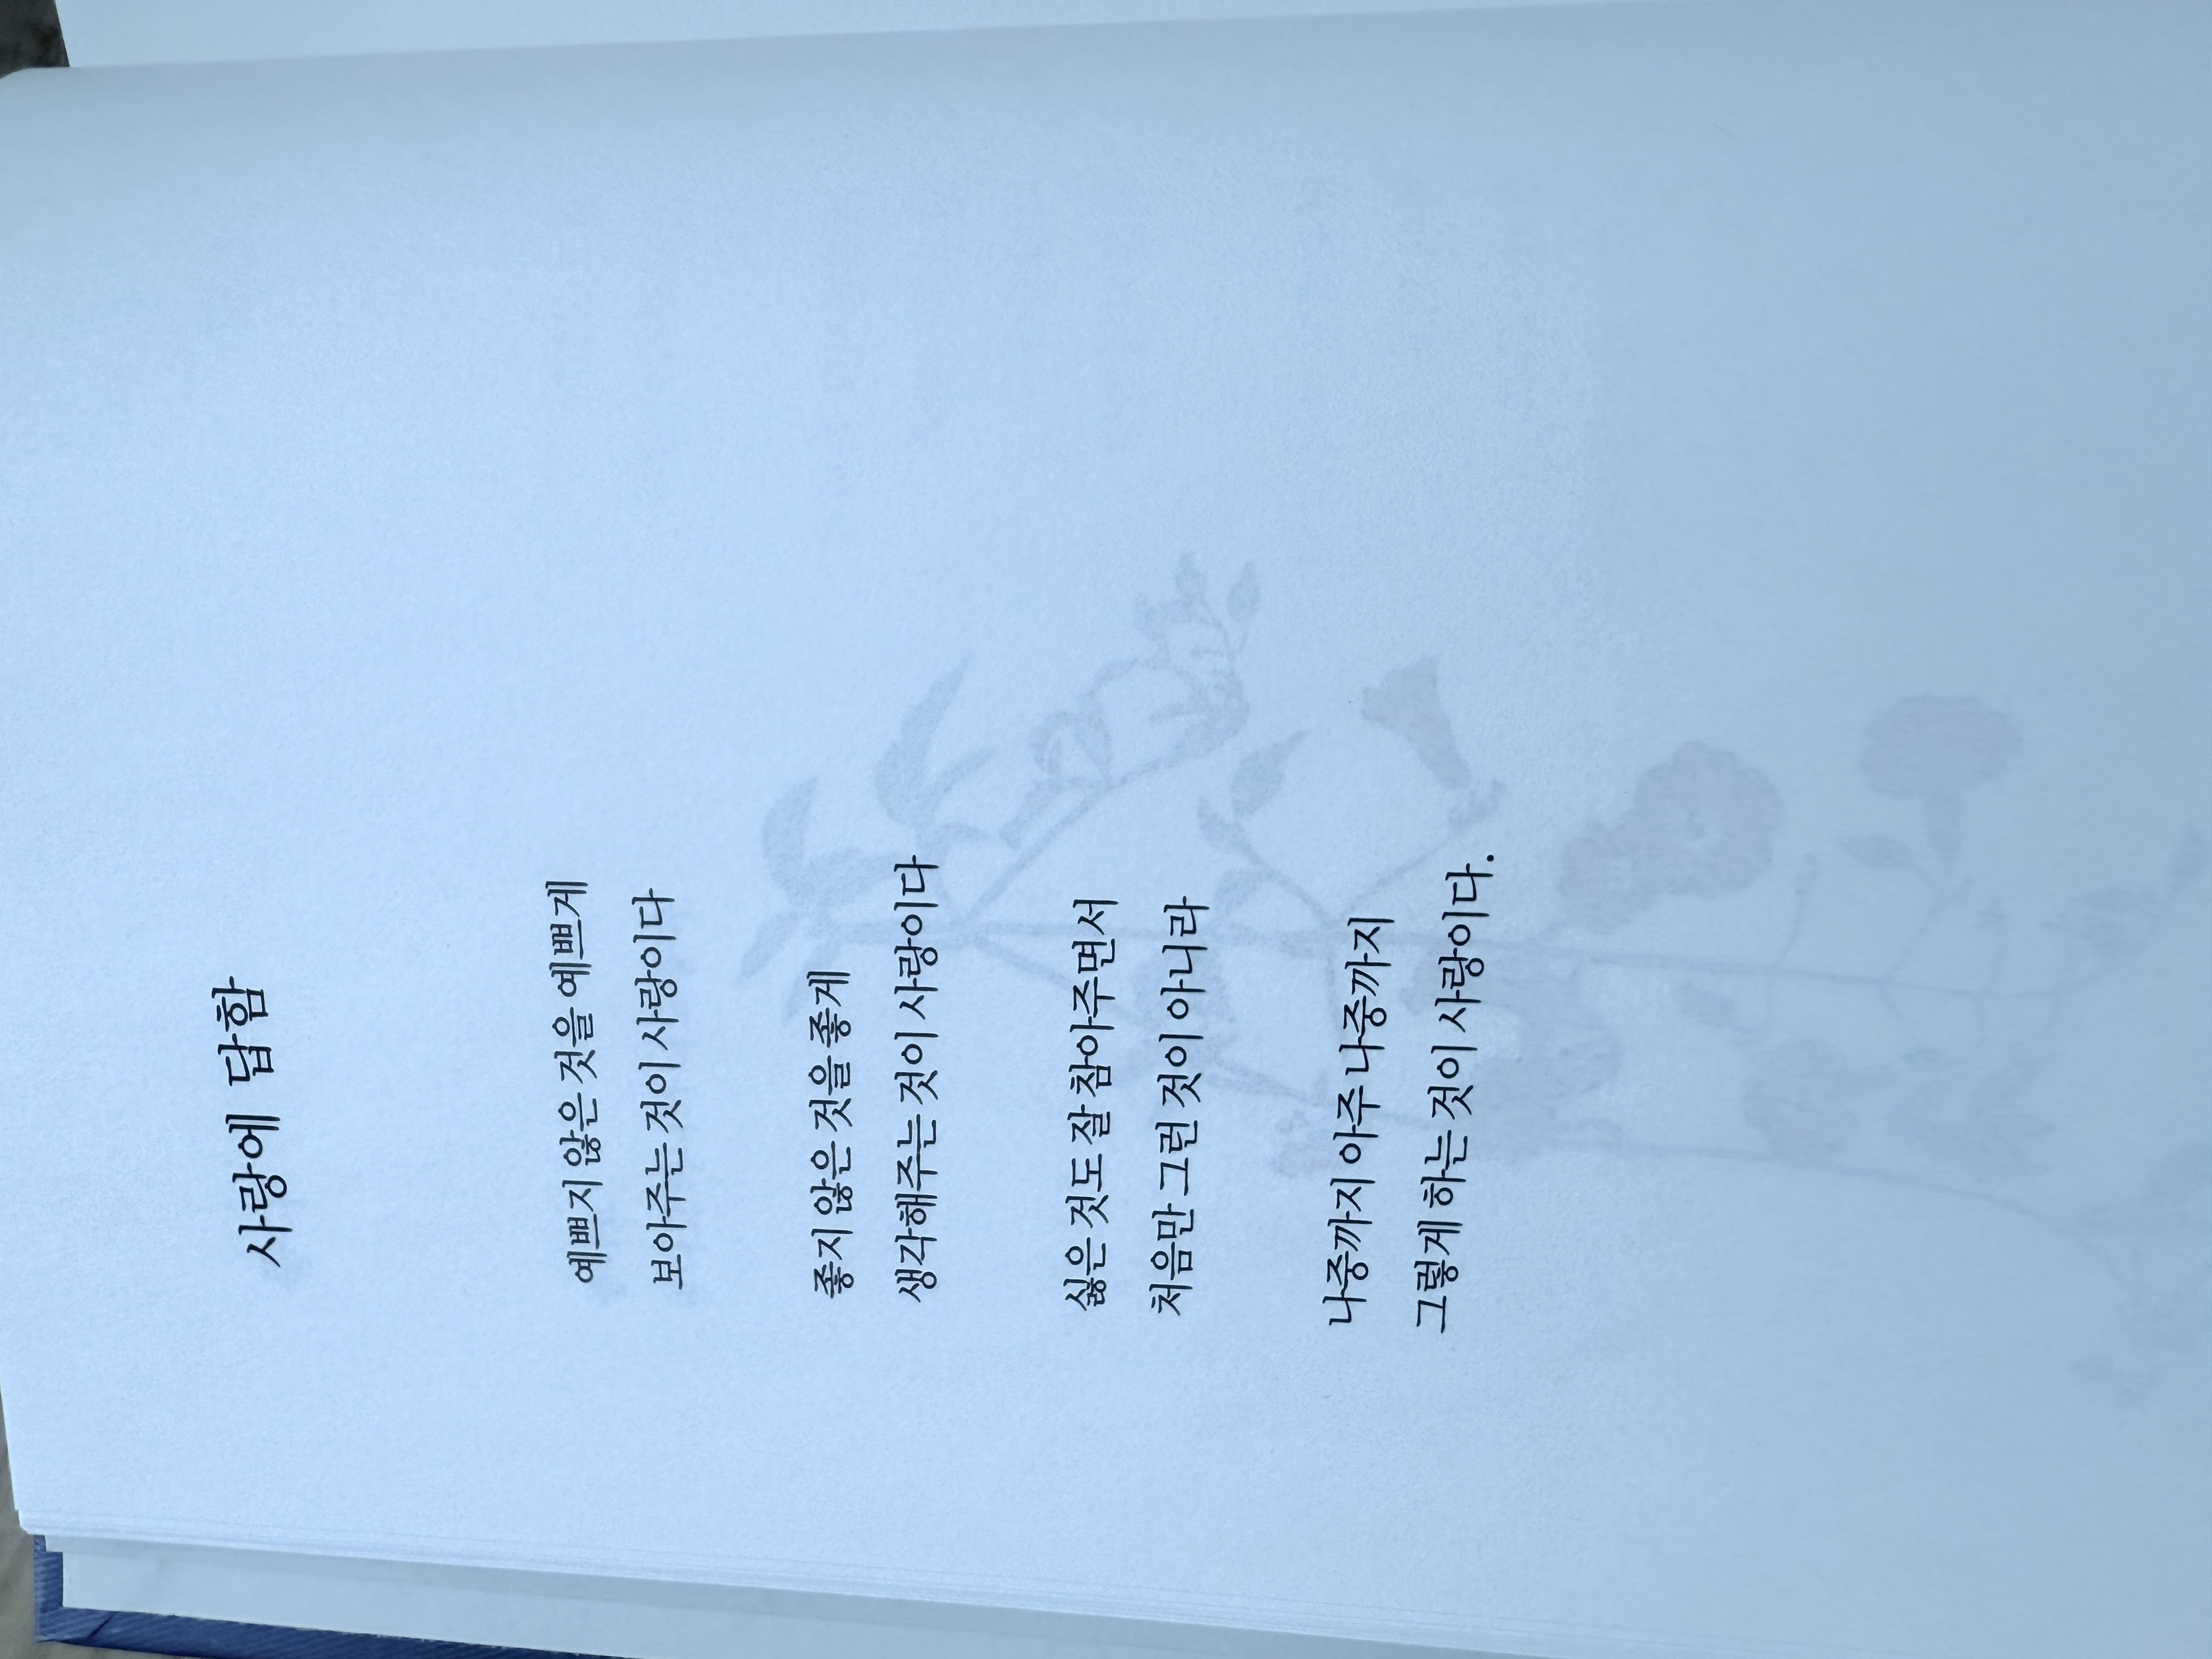 사랑에 답함
예쁘지 않은 것을 예쁘게
보아주는 것이 사랑이다
좋지 않은 것을 좋게
생각해주는 것이 사랑이다
싫은 것도 잘 참아주면서
처음만 그런 것이 아니라
나중까지 아주 나중까지
그렇게 하는 것이 사랑이다.